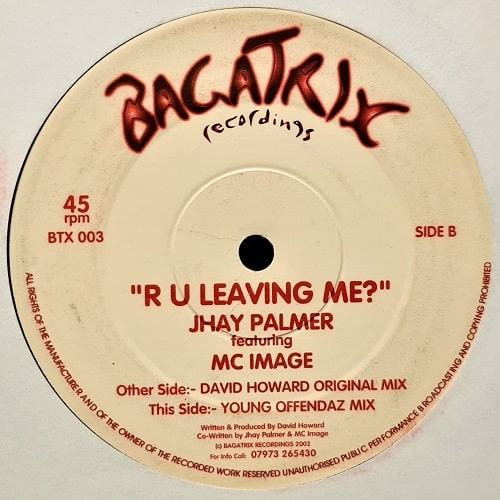 BAGATRIX
recordings
45
rpm
BTX 003
SIDE B
"R U LEAVING ME?"
JHAY PALMER
featuring
MC IMAGE
Other Side:- DAVID HOWARD ORIGINAL MIX
This Side:- YOUNG OFFENDAZ MIX
Written & Produced By David Howard
Co-Written by Jhay Palmer & MC Image
(c) BAGATRIX RECORDINGS 2002
For Info Call: 07973 265430
ALL RIGHTS OF THE MANUFACTURER AND OF THE OWNER OF THE RECORDED WORK RESERVED UNAUTHORISED PUBLIC PERFORMANCE BROADCASTING AND COPYING PROHIBITED